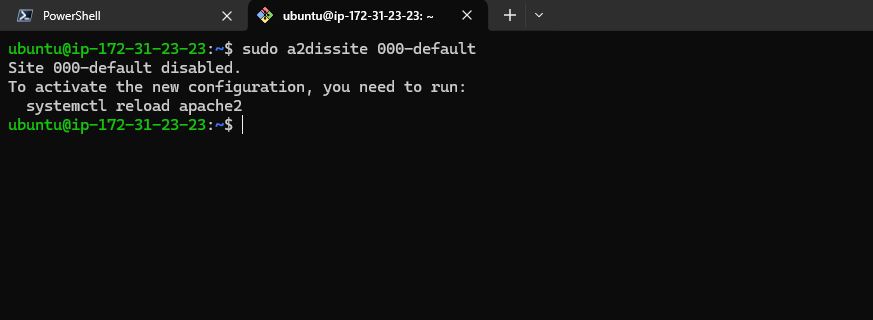 PowerShell
ubuntu@ip-172-31-23-23: ~
ubuntu@ip-172-31-23-23:~$ sudo a2dissite 000-default
Site 000-default disabled.
To activate the new configuration, you need to run:
  systemctl reload apache2
ubuntu@ip-172-31-23-23:~$